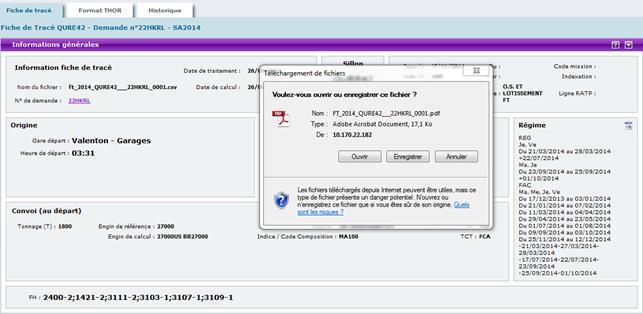 Fiche de tracé
Format THOR
Historique
Fiche de Tracé QURE42 - Demande n°22HKRL - SA2014
Informations générales
Information fiche de tracé
Date de traitement : 26/0
Sillon
Code mission :
Indexation :
Nom du fichier : ft_2014_QURE42___22HKRL_0001.csv
Date de calcul : 26/0
O.S. ET
LOTISSEMENT
FT
Ligne RATP :
N° de demande : 22HKRL
Téléchargement de fichiers
Voulez-vous ouvrir ou enregistrer ce fichier ?
Nom : FT_2014_QURE42___22HKRL_0001.pdf
Type : Adobe Acrobat Document, 17,1 Ko
De : 10.170.22.182
Ouvrir
Enregistrer
Annuler
Les fichiers téléchargés depuis Internet peuvent être utiles, mais ce
type de fichier présente un danger potentiel. N'ouvrez ou
n'enregistrez ce fichier que si vous êtes sûr de son origine. Quels
sont les risques ?
Origine
Gare départ : Valenton - Garages
Heure de départ : 03:31
Régime
REG
Je, Ve
Du 21/03/2014 au 28/03/2014
+22/07/2014
Ma, Je
Du 23/09/2014 au 25/09/2014
+01/10/2014
FAC
Ma, Me, Je, Ve
Du 17/12/2013 au 03/01/2014
Du 21/01/2014 au 07/02/2014
Du 11/03/2014 au 04/04/2014
Du 29/04/2014 au 23/05/2014
Du 01/07/2014 au 01/08/2014
Du 09/09/2014 au 03/10/2014
Du 25/11/2014 au 12/12/2014
-21/03/2014-27/03/2014-
28/03/2014
-17/07/2014-22/07/2014-
23/09/2014
-25/09/2014-01/10/2014
Convoi (au départ)
Tonnage (T) : 1800
Engin de référence : 27000
Engin de calcul : 27000US BB27000
Indice / Code Composition : MA100
TCT : FCA
FH : 2400-2;1421-2;3111-2;3103-1;3107-1;3109-1